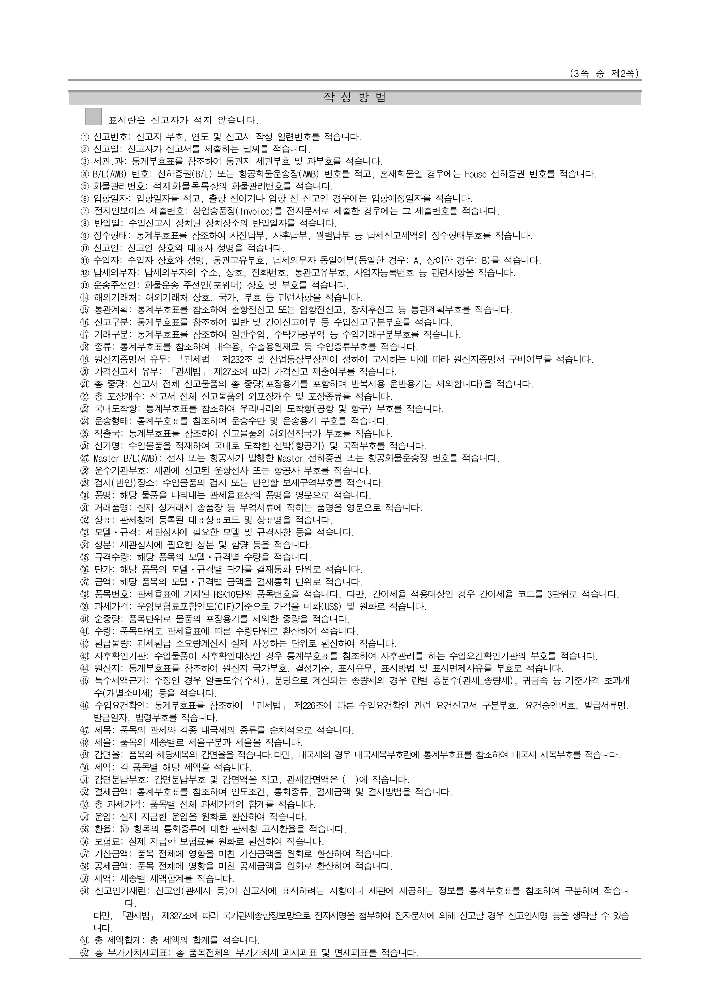 (3쪽 중 제2쪽)
작 성 방 법
표시란은 신고자가 적지 않습니다.
① 신고번호: 신고자 부호, 연도 및 신고서 작성 일련번호를 적습니다.
② 신고일: 신고자가 신고서를 제출하는 날짜를 적습니다.
③ 세관.과: 통계부호표를 참조하여 통관지 세관부호 및 과부호를 적습니다.
④ B/L(AWB) 번호: 선하증권(B/L) 또는 항공화물운송장(AWB) 번호를 적고, 혼재화물일 경우에는 House 선하증권 번호를 적습니다.
⑤ 화물관리번호: 적재화물목록상의 화물관리번호를 적습니다.
⑥ 입항일자: 입항일자를 적고, 출항 전이거나 입항 전 신고인 경우에는 입항예정일자를 적습니다.
⑦ 전자인보이스 제출번호: 상업송품장(Invoice)를 전자문서로 제출한 경우에는 그 제출번호를 적습니다.
⑧ 반입일: 수입신고시 장치된 장치장소의 반입일자를 적습니다.
⑨ 징수형태: 통계부호표를 참조하여 사전납부, 사후납부, 월별납부 등 납세신고세액의 징수형태부호를 적습니다.
⑩ 신고인: 신고인 상호와 대표자 성명을 적습니다.
⑪ 수입자: 수입자 상호와 성명, 통관고유부호, 납세의무자 동일여부(동일한 경우: A, 상이한 경우: B)를 적습니다.
⑫ 납세의무자: 납세의무자의 주소, 상호, 전화번호, 통관고유부호, 사업자등록번호 등 관련사항을 적습니다.
⑬ 운송주선인: 화물운송 주선인(포워더) 상호 및 부호를 적습니다.
⑭ 해외거래처: 해외거래처 상호, 국가, 부호 등 관련사항을 적습니다.
⑮ 통관계획: 통계부호표를 참조하여 출항전신고 또는 입항전신고, 장치후신고 등 통관계획부호를 적습니다.
⑯ 신고구분: 통계부호표를 참조하여 일반 및 간이신고여부 등 수입신고구분부호를 적습니다.
⑰ 거래구분: 통계부호표를 참조하여 일반수입, 수탁가공무역 등 수입거래구분부호를 적습니다.
⑱ 종류: 통계부호표를 참조하여 내수용, 수출용원재료 등 수입종류부호를 적습니다.
⑲ 원산지증명서 유무: 「관세법」 제232조 및 산업통상부장관이 정하여 고시하는 바에 따라 원산지증명서 구비여부를 적습니다.
⑳ 가격신고서 유무: 「관세법」 제27조에 따라 가격신고 제출여부를 적습니다.
㉑ 총 중량: 신고서 전체 신고물품의 총 중량(포장용기를 포함하며 반복사용 운반용기는 제외합니다)을 적습니다.
㉒ 총 포장개수: 신고서 전체 신고물품의 외포장개수 및 포장종류를 적습니다.
㉓ 국내도착항: 통계부호표를 참조하여 우리나라의 도착항(공항 및 항구) 부호를 적습니다.
㉔ 운송형태: 통계부호표를 참조하여 운송수단 및 운송용기 부호를 적습니다.
㉕ 적출국: 통계부호표를 참조하여 신고물품의 해외선적국가 부호를 적습니다.
㉖ 선기명: 수입물품을 적재하여 국내로 도착한 선박(항공기) 및 국적부호를 적습니다.
㉗ Master B/L(AWB): 선사 또는 항공사가 발행한 Master 선하증권 또는 항공화물운송장 번호를 적습니다.
㉘ 운수기관부호: 세관에 신고된 운항선사 또는 항공사 부호를 적습니다.
㉙ 검사(반입)장소: 수입물품의 검사 또는 반입할 보세구역부호를 적습니다.
㉚ 품명: 해당 물품을 나타내는 관세율표상의 품명을 영문으로 적습니다.
㉛ 거래품명: 실제 상거래시 송품장 등 무역서류에 적히는 품명을 영문으로 적습니다.
㉜ 상표: 관세청에 등록된 대표상표코드 및 상표명을 적습니다.
㉝ 모델・규격: 세관심사에 필요한 모델 및 규격사항 등을 적습니다.
㉞ 성분: 세관심사에 필요한 성분 및 함량 등을 적습니다.
㉟ 규격수량: 해당 품목의 모델・규격별 수량을 적습니다.
㊱ 단가: 해당 품목의 모델・규격별 단가를 결재통화 단위로 적습니다.
㊲ 금액: 해당 품목의 모델・규격별 금액을 결재통화 단위로 적습니다.
㊳ 품목번호: 관세율표에 기재된 HSK10단위 품목번호을 적습니다. 다만, 간이세율 적용대상인 경우 간이세율 코드를 3단위로 적습니다.
㊴ 과세가격: 운임보험료포함인도(CIF)기준으로 가격을 미화(US$) 및 원화로 적습니다.
㊵ 순중량: 품목단위로 물품의 포장용기를 제외한 중량을 적습니다.
㊶ 수량: 품목단위로 관세율표에 따른 수량단위로 환산하여 적습니다.
㊷ 환급물량: 관세환급 소요량계산시 실제 사용하는 단위로 환산하여 적습니다.
㊸ 사후확인기관: 수입물품이 사후확인대상인 경우 통계부호표를 참조하여 사후관리를 하는 수입요건확인기관의 부호를 적습니다.
㊹ 원산지: 통계부호표를 참조하여 원산지 국가부호, 결정기준, 표시유무, 표시방법 및 표시면제사유를 부호로 적습니다.
㊺ 특수세액근거: 주정인 경우 알콜도수(주세), 분당으로 계산되는 종량세의 경우 란별 총분수(관세_종량세), 귀금속 등 기준가격 초과개
수(개별소비세) 등을 적습니다.
㊻ 수입요건확인: 통계부호표를 참조하여 「관세법」 제226조에 따른 수입요건확인 관련 요건신고서 구분부호, 요건승인번호, 발급서류명,
발급일자, 법령부호를 적습니다.
㊼ 세목: 품목의 관세와 각종 내국세의 종류를 순차적으로 적습니다.
㊽ 세율: 품목의 세종별로 세율구분과 세율을 적습니다.
㊾ 감면율: 품목의 해당세목의 감면율을 적습니다.다만, 내국세의 경우 내국세목부호란에 통계부호표를 참조하여 내국세 세목부호를 적습니다.
㊿ 세액: 각 품목별 해당 세액을 적습니다.
51 감면분납부호: 감면분납부호 및 감면액을 적고, 관세감면액은 (  )에 적습니다.
52 결제금액: 통계부호표를 참조하여 인도조건, 통화종류, 결제금액 및 결제방법을 적습니다.
53 총 과세가격: 품목별 전체 과세가격의 합계를 적습니다.
54 운임: 실제 지급한 운임을 원화로 환산하여 적습니다.
55 환율: 53 항목의 통화종류에 대한 관세청 고시환율을 적습니다.
56 보험료: 실제 지급한 보험료를 원화로 환산하여 적습니다.
57 가산금액: 품목 전체에 영향을 미친 가산금액을 원화로 환산하여 적습니다.
58 공제금액: 품목 전체에 영향을 미친 공제금액을 원화로 환산하여 적습니다.
59 세액: 세종별 세액합계를 적습니다.
60 신고인기재란: 신고인(관세사 등)이 신고서에 표시하려는 사항이나 세관에 제공하는 정보를 통계부호표를 참조하여 구분하여 적습니
다.
다만, 「관세법」 제327조에 따라 국가관세종합정보망으로 전자서명을 첨부하여 전자문서에 의해 신고할 경우 신고인서명 등을 생략할 수 있습
니다.
61 총 세액합계: 총 세액의 합계를 적습니다.
62 총 부가가치세과표: 총 품목전체의 부가가치세 과세과표 및 면세과표를 적습니다.